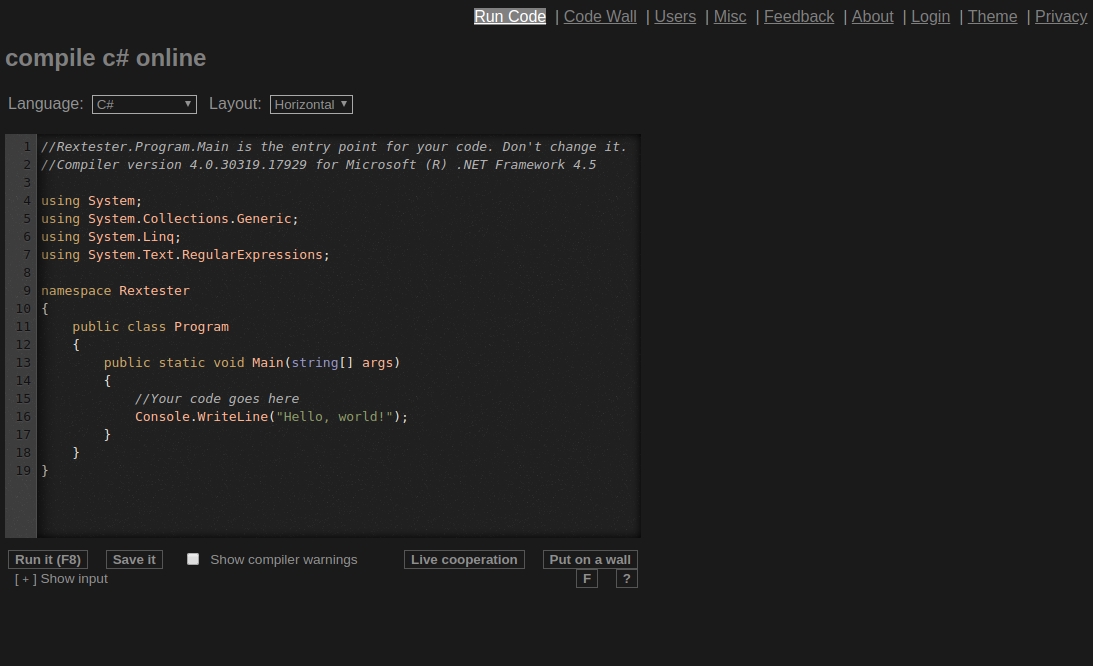 Run Code | Code Wall | Users | Misc | Feedback | About | Login | Theme | Privacy
compile c# online
Language: C# Layout: Horizontal
1 //Rextester.Program.Main is the entry point for your code. Don't change it.
2 //Compiler version 4.0.30319.17929 for Microsoft (R) .NET Framework 4.5
3
4 using System;
5 using System.Collections.Generic;
6 using System.Linq;
7 using System.Text.RegularExpressions;
8
9 namespace Rextester
10 {
11     public class Program
12     {
13         public static void Main(string[] args)
14         {
15             //Your code goes here
16             Console.WriteLine("Hello, world!");
17         }
18     }
19 }
Run it (F8) Save it Show compiler warnings Live cooperation Put on a wall
[ + ] Show input F ?